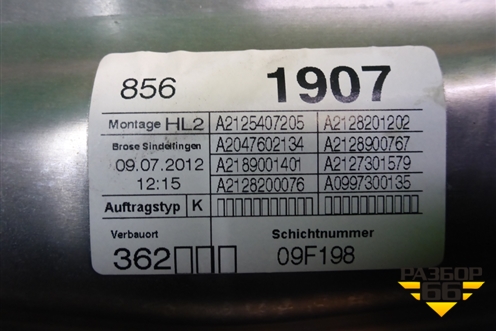 856 1907
Montage HL2 A2125407205 A2128201202
Brose Sindelfingen A2047602134 A2128900767
09.07.2012 A2189001401 A2127301579
12:15 A2128200076 A0997300135
Auftragstyp K
Verbauort Schichtnummer
362 09F198
РАЗБОР
66